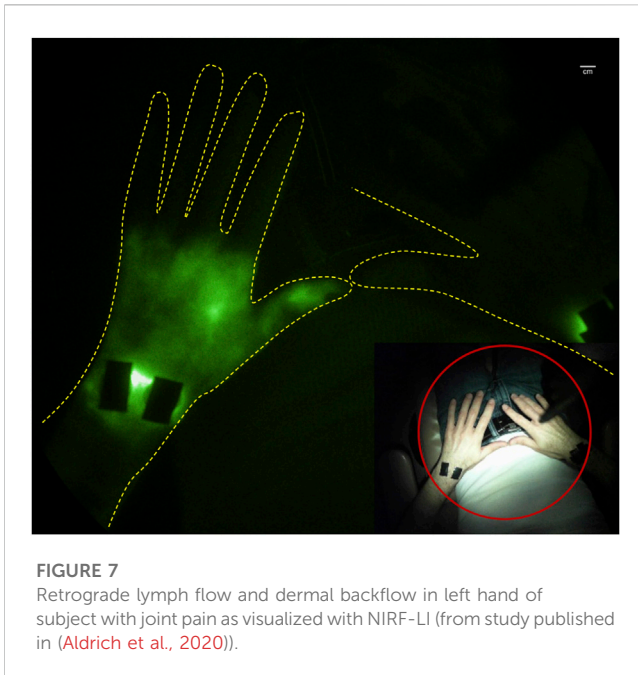 cm
FIGURE 7
Retrograde lymph flow and dermal backflow in left hand of
subject with joint pain as visualized with NIRF-LI (from study published
in (Aldrich et al., 2020)).